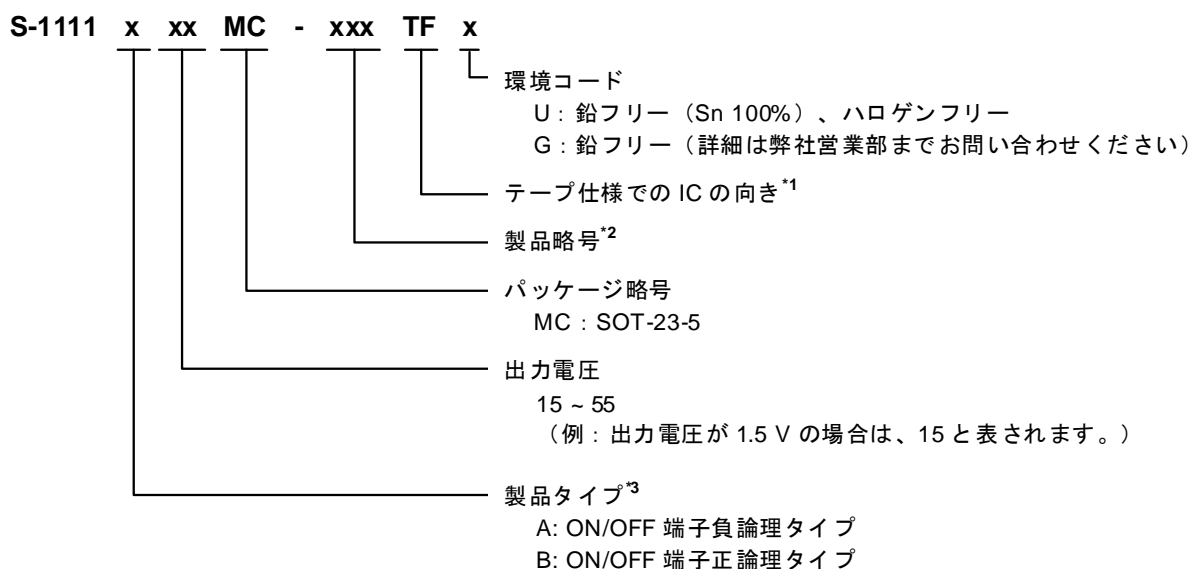 S-1111 x xx MC - xxx TF x
環境コード
U：鉛フリー（Sn 100%）、ハロゲンフリー
G：鉛フリー（詳細は弊社営業部までお問い合わせください）
テープ仕様での IC の向き*1
製品略号*2
パッケージ略号
MC：SOT-23-5
出力電圧
15 ~ 55
（例：出力電圧が 1.5 V の場合は、15 と表されます。）
製品タイプ*3
A: ON/OFF 端子負論理タイプ
B: ON/OFF 端子正論理タイプ